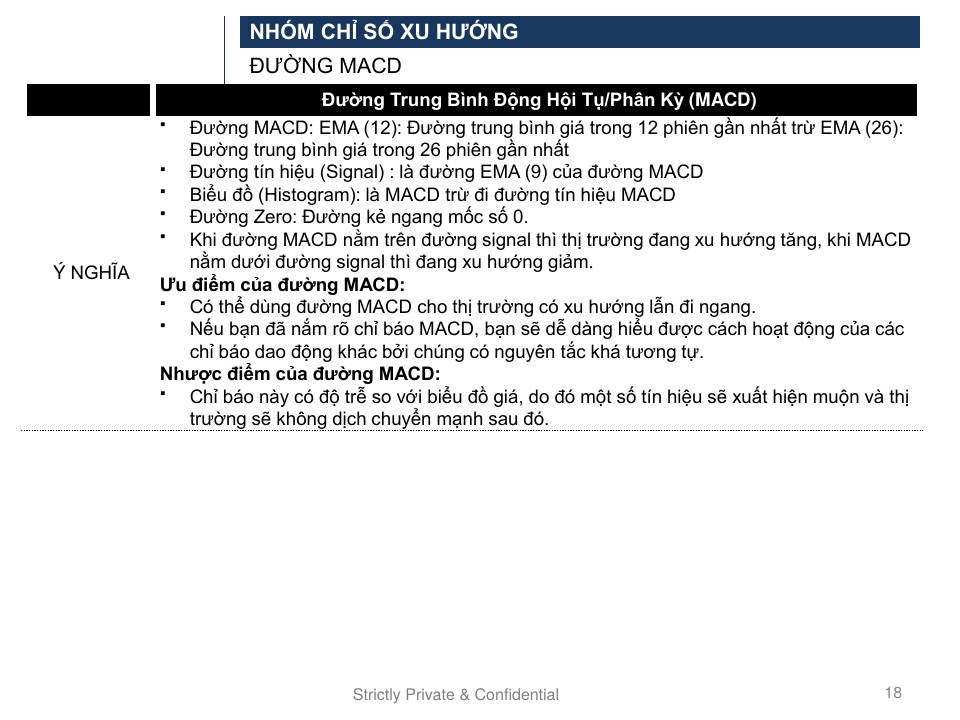 NHÓM CHỈ SỐ XU HƯỚNG
ĐƯỜNG MACD
Đường Trung Bình Động Hội Tụ/Phân Kỳ (MACD)
Ý NGHĨA
▪ Đường MACD: EMA (12): Đường trung bình giá trong 12 phiên gần nhất trừ EMA (26):
Đường trung bình giá trong 26 phiên gần nhất
▪ Đường tín hiệu (Signal) : là đường EMA (9) của đường MACD
▪ Biểu đồ (Histogram): là MACD trừ đi đường tín hiệu MACD
▪ Đường Zero: Đường kẻ ngang mốc số 0.
▪ Khi đường MACD nằm trên đường signal thì thị trường đang xu hướng tăng, khi MACD
nằm dưới đường signal thì đang xu hướng giảm.
Ưu điểm của đường MACD:
▪ Có thể dùng đường MACD cho thị trường có xu hướng lẫn đi ngang.
▪ Nếu bạn đã nắm rõ chỉ báo MACD, bạn sẽ dễ dàng hiểu được cách hoạt động của các
chỉ báo dao động khác bởi chúng có nguyên tắc khá tương tự.
Nhược điểm của đường MACD:
▪ Chỉ báo này có độ trễ so với biểu đồ giá, do đó một số tín hiệu sẽ xuất hiện muộn và thị
trường sẽ không dịch chuyển mạnh sau đó.
Strictly Private & Confidential
18